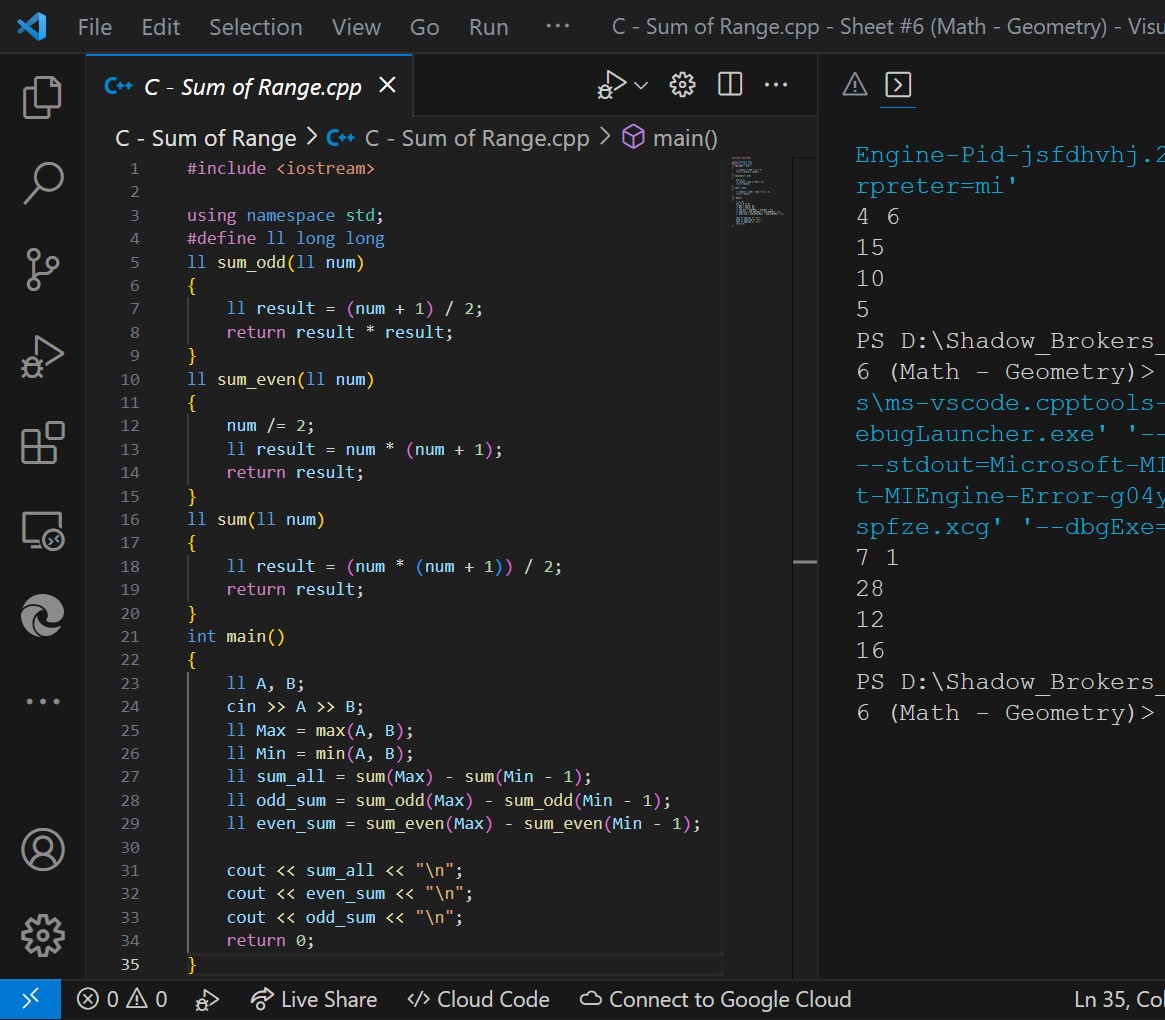 File Edit Selection View Go Run ··· C - Sum of Range.cpp - Sheet #6 (Math - Geometry) - Visu
C++ C - Sum of Range.cpp
C - Sum of Range > C++ C - Sum of Range.cpp > main()
1 #include <iostream>
2
3 using namespace std;
4 #define ll long long
5 ll sum_odd(ll num)
6 {
7 ll result = (num + 1) / 2;
8 return result * result;
9 }
10 ll sum_even(ll num)
11 {
12 num /= 2;
13 ll result = num * (num + 1);
14 return result;
15 }
16 ll sum(ll num)
17 {
18 ll result = (num * (num + 1)) / 2;
19 return result;
20 }
21 int main()
22 {
23 ll A, B;
24 cin >> A >> B;
25 ll Max = max(A, B);
26 ll Min = min(A, B);
27 ll sum_all = sum(Max) - sum(Min - 1);
28 ll odd_sum = sum_odd(Max) - sum_odd(Min - 1);
29 ll even_sum = sum_even(Max) - sum_even(Min - 1);
30
31 cout << sum_all << "\n";
32 cout << even_sum << "\n";
33 cout << odd_sum << "\n";
34 return 0;
35 }
Engine-Pid-jsfdhvhj.2
rpreter=mi'
4 6
15
10
5
PS D:\Shadow_Brokers_
6 (Math - Geometry)>
s\ms-vscode.cpptools-
ebugLauncher.exe' '--
--stdout=Microsoft-MI
t-MIEngine-Error-g04y
spfze.xcg' '--dbgExe=
7 1
28
12
16
PS D:\Shadow_Brokers_
6 (Math - Geometry)>
0 0 Live Share Cloud Code Connect to Google Cloud Ln 35, Col